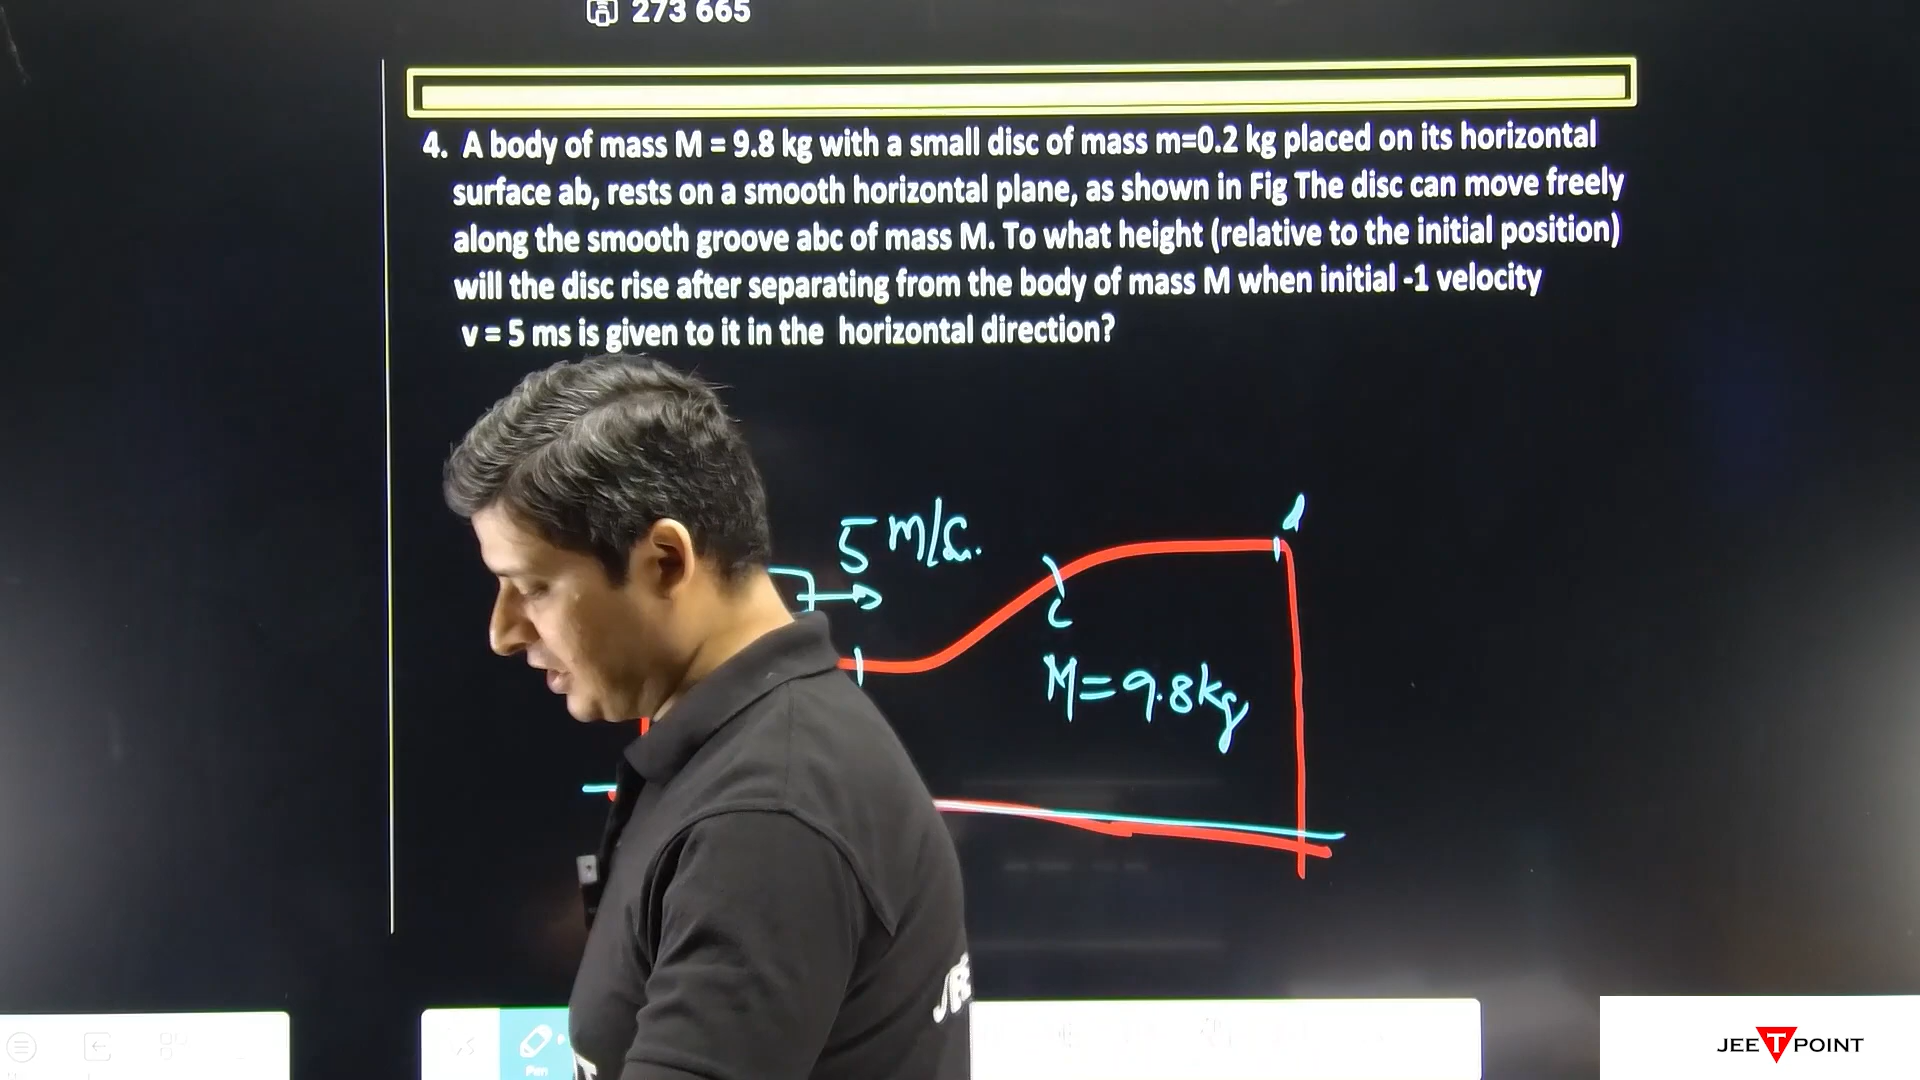 273 665
4. A body of mass M = 9.8 kg with a small disc of mass m=0.2 kg placed on its horizontal
surface ab, rests on a smooth horizontal plane, as shown in Fig The disc can move freely
along the smooth groove abc of mass M. To what height (relative to the initial position)
will the disc rise after separating from the body of mass M when initial -1 velocity
v = 5 ms is given to it in the horizontal direction?
5 m/s.
d
c
M = 9.8 kg
Pen
JEE T POINT